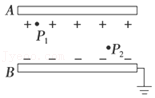 A
+ + + + +
P₁
P₂
− − − − −
B